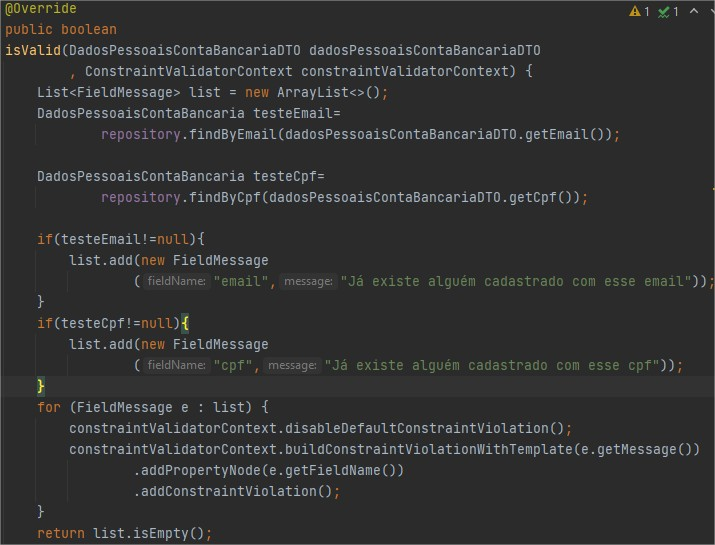 @Override
1 1
public boolean
isValid(DadosPessoaisContaBancariaDTO dadosPessoaisContaBancariaDTO
, ConstraintValidatorContext constraintValidatorContext) {
List<FieldMessage> list = new ArrayList<>();
DadosPessoaisContaBancaria testeEmail=
repository.findByEmail(dadosPessoaisContaBancariaDTO.getEmail());
DadosPessoaisContaBancaria testeCpf=
repository.findByCpf(dadosPessoaisContaBancariaDTO.getCpf());
if(testeEmail!=null){
list.add(new FieldMessage
( fieldName: "email", message: "Já existe alguém cadastrado com esse email"));
}
if(testeCpf!=null){
list.add(new FieldMessage
( fieldName: "cpf", message: "Já existe alguém cadastrado com esse cpf"));
}
for (FieldMessage e : list) {
constraintValidatorContext.disableDefaultConstraintViolation();
constraintValidatorContext.buildConstraintViolationWithTemplate(e.getMessage())
.addPropertyNode(e.getFieldName())
.addConstraintViolation();
}
return list.isEmpty();